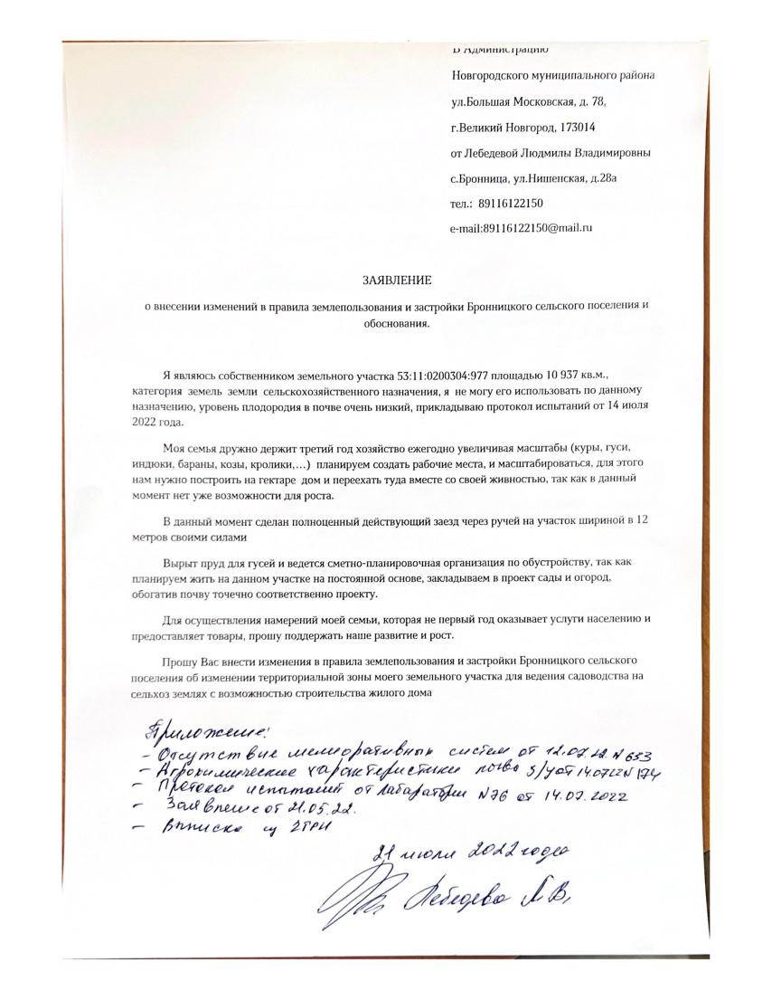 В Администрацию
Новгородского муниципального района
ул.Большая Московская, д. 78,
г.Великий Новгород, 173014
от Лебедевой Людмилы Владимировны
с.Бронница, ул.Нишенская, д.28а
тел.: 89116122150
e-mail:89116122150@mail.ru
ЗАЯВЛЕНИЕ
о внесении изменений в правила землепользования и застройки Бронницкого сельского поселения и
обоснования.
Я являюсь собственником земельного участка 53:11:0200304:977 площадью 10 937 кв.м.,
категория земель земли сельскохозяйственного назначения, я не могу его использовать по данному
назначению, уровень плодородия в почве очень низкий, прикладываю протокол испытаний от 14 июля
2022 года.
Моя семья дружно держит третий год хозяйство ежегодно увеличивая масштабы (куры, гуси,
индюки, бараны, козы, кролики,…) планируем создать рабочие места, и масштабироваться, для этого
нам нужно построить на гектаре дом и переехать туда вместе со своей живностью, так как в данный
момент нет уже возможности для роста.
В данный момент сделан полноценный действующий заезд через ручей на участок шириной в 12
метров своими силами
Вырыт пруд для гусей и ведется сметно-планировочная организация по обустройству, так как
планируем жить на данном участке на постоянной основе, закладываем в проект сады и огород,
обогатив почву точечно соответственно проекту.
Для осуществления намерений моей семьи, которая не первый год оказывает услуги населению и
предоставляет товары, прошу поддержать наше развитие и рост.
Прошу Вас внести изменения в правила землепользования и застройки Бронницкого сельского
поселения об изменении территориальной зоны моего земельного участка для ведения садоводства на
сельхоз землях с возможностью строительства жилого дома
Приложение:
- Отсутствие мелиоративных систем от 12.07.22. N 653
- Агрохимические характеристики почвы з/у от 14.0722 N 174
- Протокол испытаний от лаборатории N76 от 14.07.2022
- Заявление от 21.05.22.
- Выписка из ЕГРН
21 июля 2022 года
Лебедева Л.В.